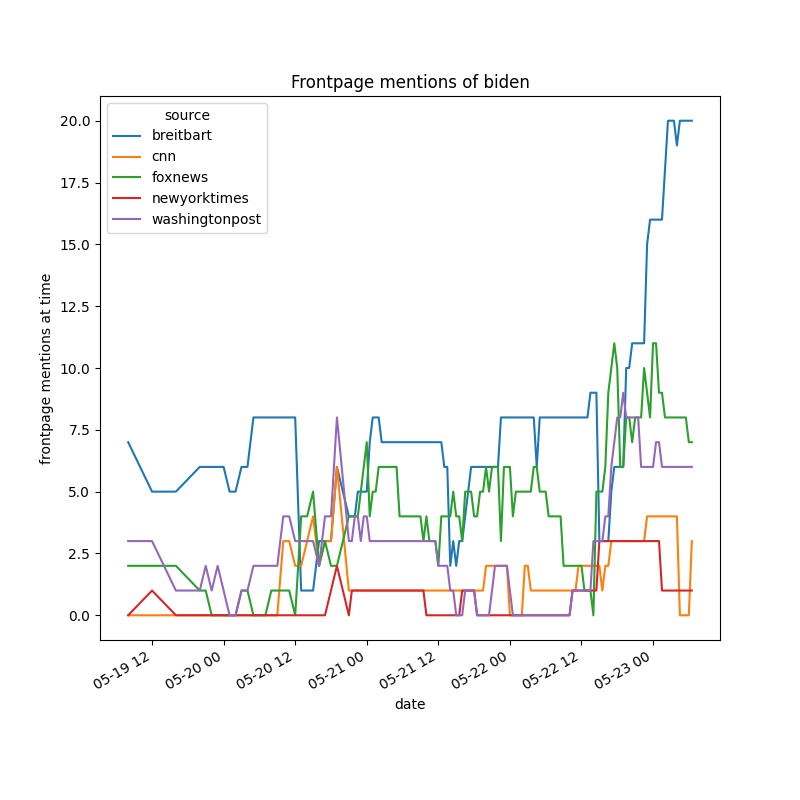 Frontpage mentions of biden
source
breitbart
cnn
foxnews
newyorktimes
washingtonpost
frontpage mentions at time
20.0
17.5
15.0
12.5
10.0
7.5
5.0
2.5
0.0
05-19 12
05-20 00
05-20 12
05-21 00
05-21 12
05-22 00
05-22 12
05-23 00
date